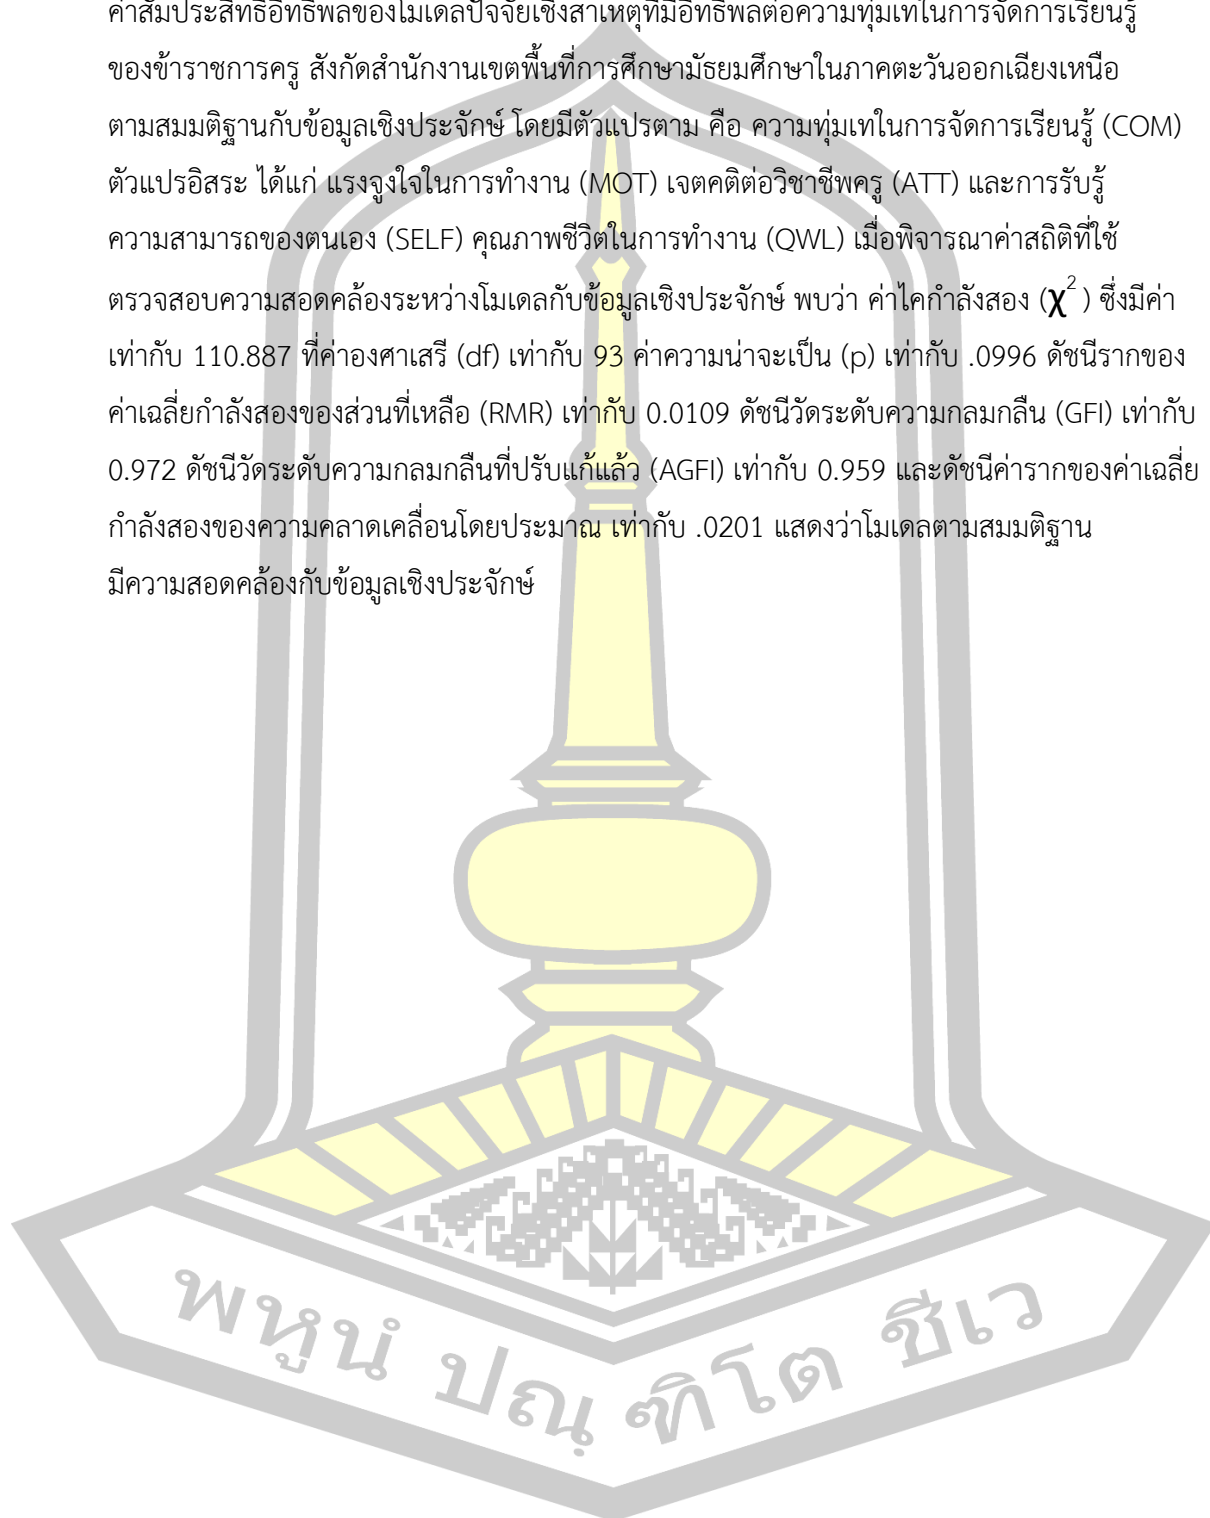 ค่าสัมประสิทธิ์อิทธิพลของโมเดลปัจจัยเชิงสาเหตุที่มีอิทธิพลต่อความทุ่มเทในการจัดการเรียนรู้
ของข้าราชการครู สังกัดสำนักงานเขตพื้นที่การศึกษามัธยมศึกษาในภาคตะวันออกเฉียงเหนือ
ตามสมมติฐานกับข้อมูลเชิงประจักษ์ โดยมีตัวแปรตาม คือ ความทุ่มเทในการจัดการเรียนรู้ (COM)
ตัวแปรอิสระ ได้แก่ แรงจูงใจในการทำงาน (MOT) เจตคติต่อวิชาชีพครู (ATT) และการรับรู้
ความสามารถของตนเอง (SELF) คุณภาพชีวิตในการทำงาน (QWL) เมื่อพิจารณาค่าสถิติที่ใช้
ตรวจสอบความสอดคล้องระหว่างโมเดลกับข้อมูลเชิงประจักษ์ พบว่า ค่าไคกำลังสอง (χ²) ซึ่งมีค่า
เท่ากับ 110.887 ที่ค่าองศาเสรี (df) เท่ากับ 93 ค่าความน่าจะเป็น (p) เท่ากับ .0996 ดัชนีรากของ
ค่าเฉลี่ยกำลังสองของส่วนที่เหลือ (RMR) เท่ากับ 0.0109 ดัชนีวัดระดับความกลมกลืน (GFI) เท่ากับ
0.972 ดัชนีวัดระดับความกลมกลืนที่ปรับแก้แล้ว (AGFI) เท่ากับ 0.959 และดัชนีค่ารากของค่าเฉลี่ย
กำลังสองของความคลาดเคลื่อนโดยประมาณ เท่ากับ .0201 แสดงว่าโมเดลตามสมมติฐาน
มีความสอดคล้องกับข้อมูลเชิงประจักษ์
พหูนํ ปณฺฑิโต ชีเว